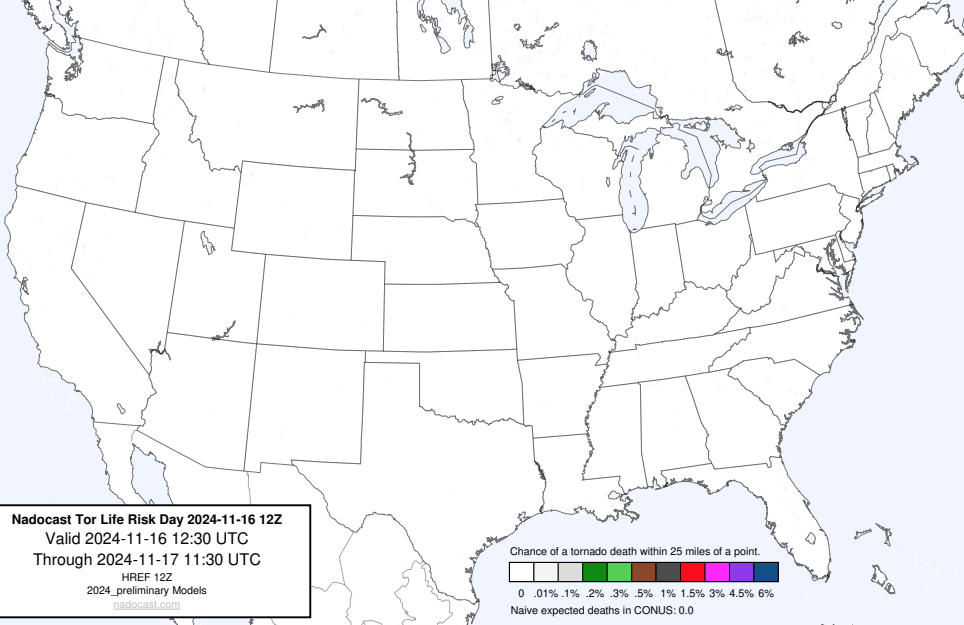 Nadocast Tor Life Risk Day 2024-11-16 12Z
Valid 2024-11-16 12:30 UTC
Through 2024-11-17 11:30 UTC
HREF 12Z
2024_preliminary Models
nadocast.com
Chance of a tornado death within 25 miles of a point.
0 .01% .1% .2% .3% .5% 1% 1.5% 3% 4.5% 6%
Naive expected deaths in CONUS: 0.0